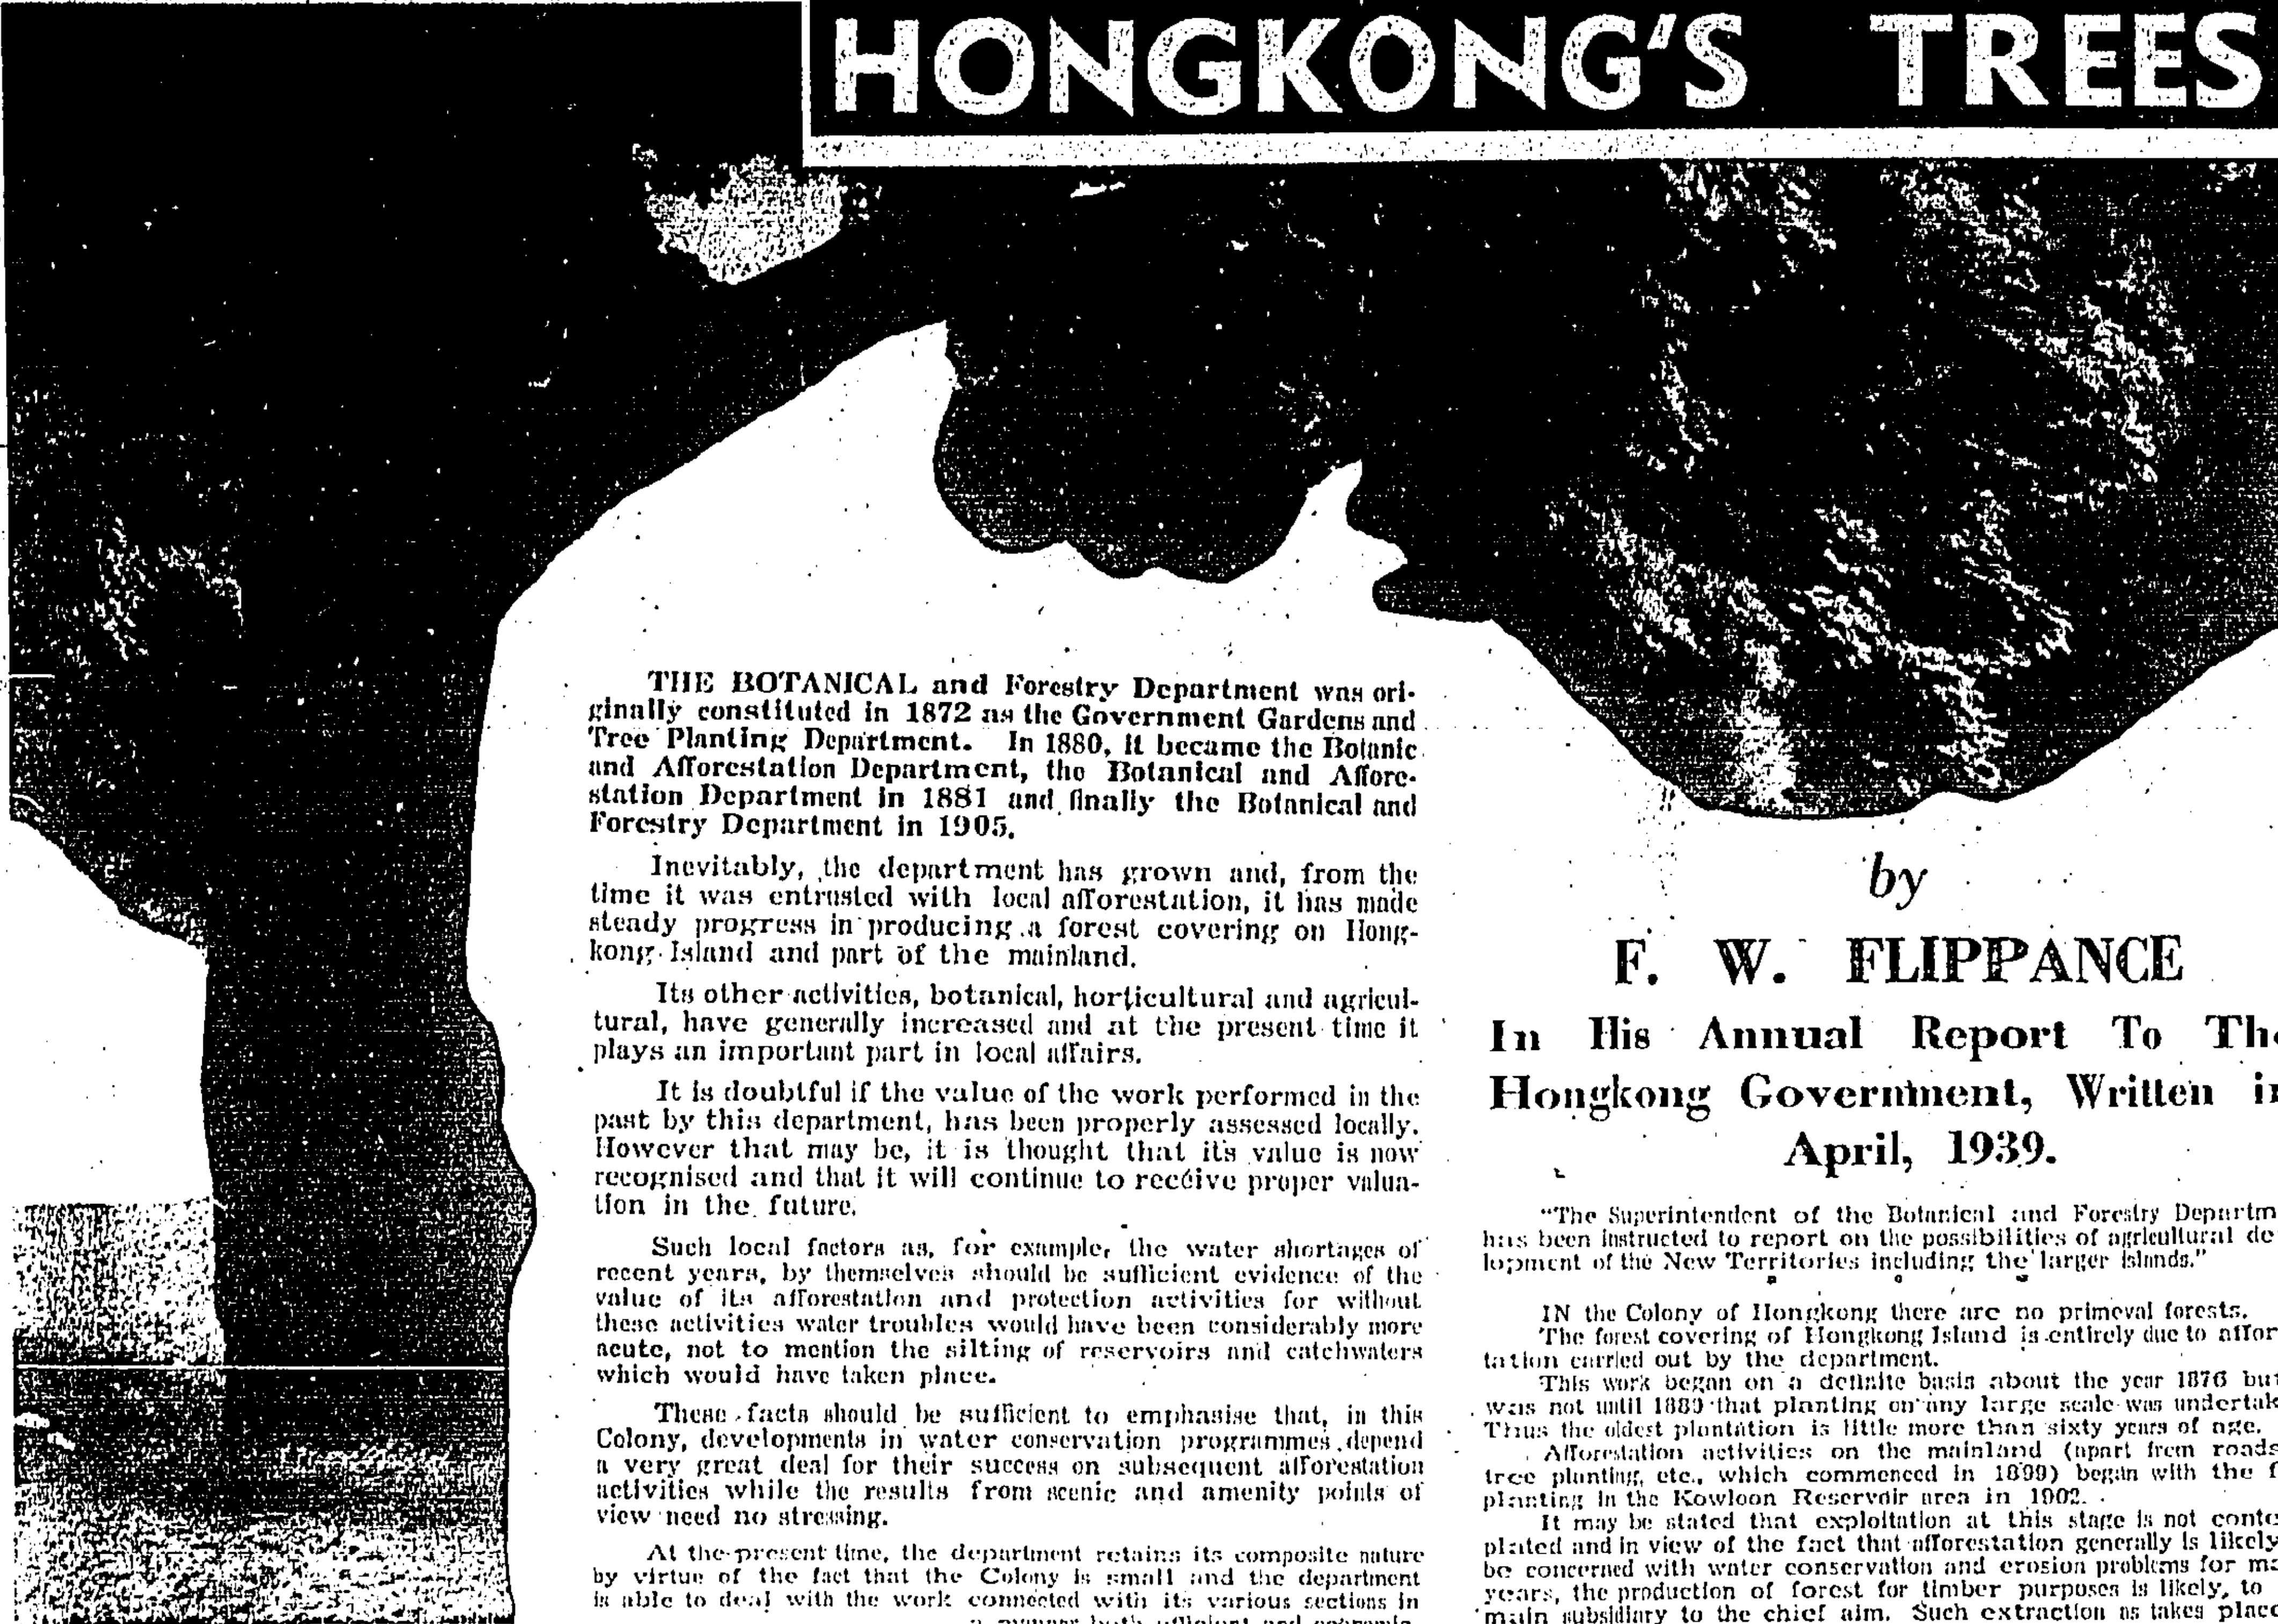 HONGKONG'S TREES
THE BOTANICAL and Forestry Department was ori-
ginally constituted in 1872 as the Government Gardens and
Tree Planting Department. In 1880, it became the Botanic
and Afforestation Department, the Botanical and Affore-
station Department in 1881 and finally the Botanical and
Forestry Department in 1905.
Inevitably, the department has grown and, from the
time it was entrusted with local afforestation, it has made
steady progress in producing a forest covering on Hong-
kong Island and part of the mainland.
Its other activities, botanical, horticultural and agricul-
tural, have generally increased and at the present time it
plays an important part in local affairs.
It is doubtful if the value of the work performed in the
past by this department, has been properly assessed locally.
However that may be, it is thought that its value is now
recognised and that it will continue to receive proper valua-
tion in the future.
Such local factors as, for example, the water shortages of
recent years, by themselves should be sufficient evidence of the
value of its afforestation and protection activities for without
these activities water troubles would have been considerably more
acute, not to mention the silting of reservoirs and catchwaters
which would have taken place.
These facts should be sufficient to emphasise that, in this
Colony, developments in water conservation programmes depend
a very great deal for their success on subsequent afforestation
activities while the results from scenic and amenity points of
view need no stressing.
At the present time, the department retains its composite nature
by virtue of the fact that the Colony is small and the department
is able to deal with the work connected with its various sections in
by
F. W. FLIPPANCE
In His Annual Report To The
Hongkong Government, Written in
April, 1939.
"The Superintendent of the Botanical and Forestry Departm
has been instructed to report on the possibilities of agricultural de
lopment of the New Territories including the larger islands."
IN the Colony of Hongkong there are no primeval forests.
The forest covering of Hongkong Island is entirely due to affor
tation carried out by the department.
This work began on a definite basis about the year 1876 but
was not until 1880 that planting on any large scale was undertak
Thus the oldest plantation is little more than sixty years of age.
Afforestation activities on the mainland (apart from roads
tree planting, etc., which commenced in 1899) began with the f
planting in the Kowloon Reservoir area in 1902.
It may be stated that exploitation at this stage is not conte
plated and in view of the fact that afforestation generally is likely
be concerned with water conservation and erosion problems for ma
years, the production of forest for timber purposes is likely, to
main subsidiary to the chief aim. Such extraction as takes place